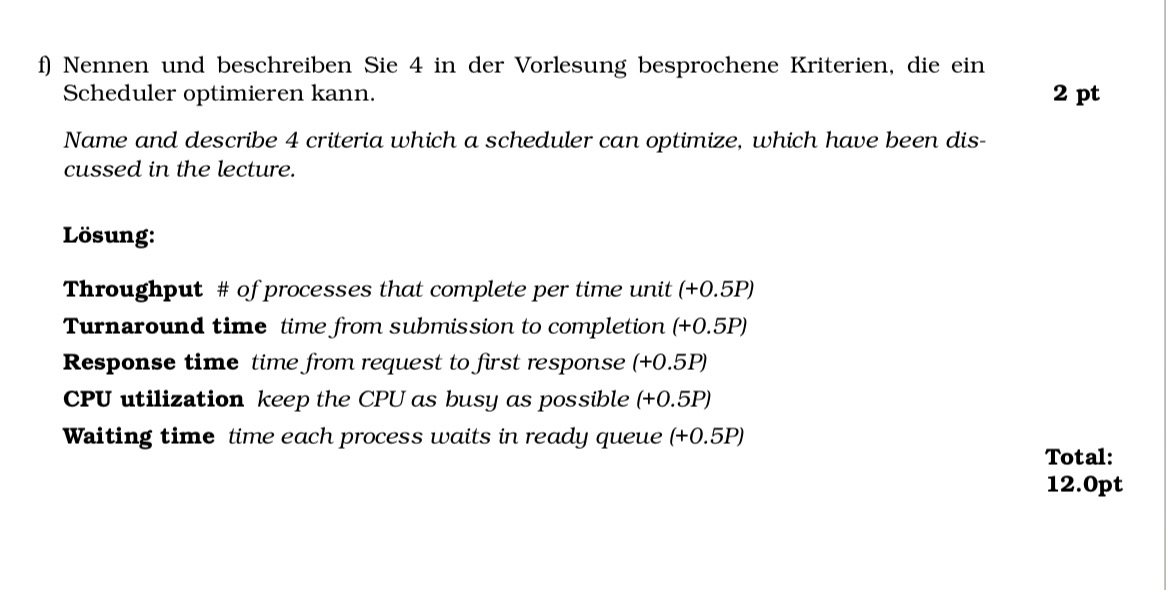 f) Nennen und beschreiben Sie 4 in der Vorlesung besprochene Kriterien, die ein
Scheduler optimieren kann.
2 pt
Name and describe 4 criteria which a scheduler can optimize, which have been dis-
cussed in the lecture.
Lösung:
Throughput # of processes that complete per time unit (+0.5P)
Turnaround time time from submission to completion (+0.5P)
Response time time from request to first response (+0.5P)
CPU utilization keep the CPU as busy as possible (+0.5P)
Waiting time time each process waits in ready queue (+0.5P)
Total:
12.0pt